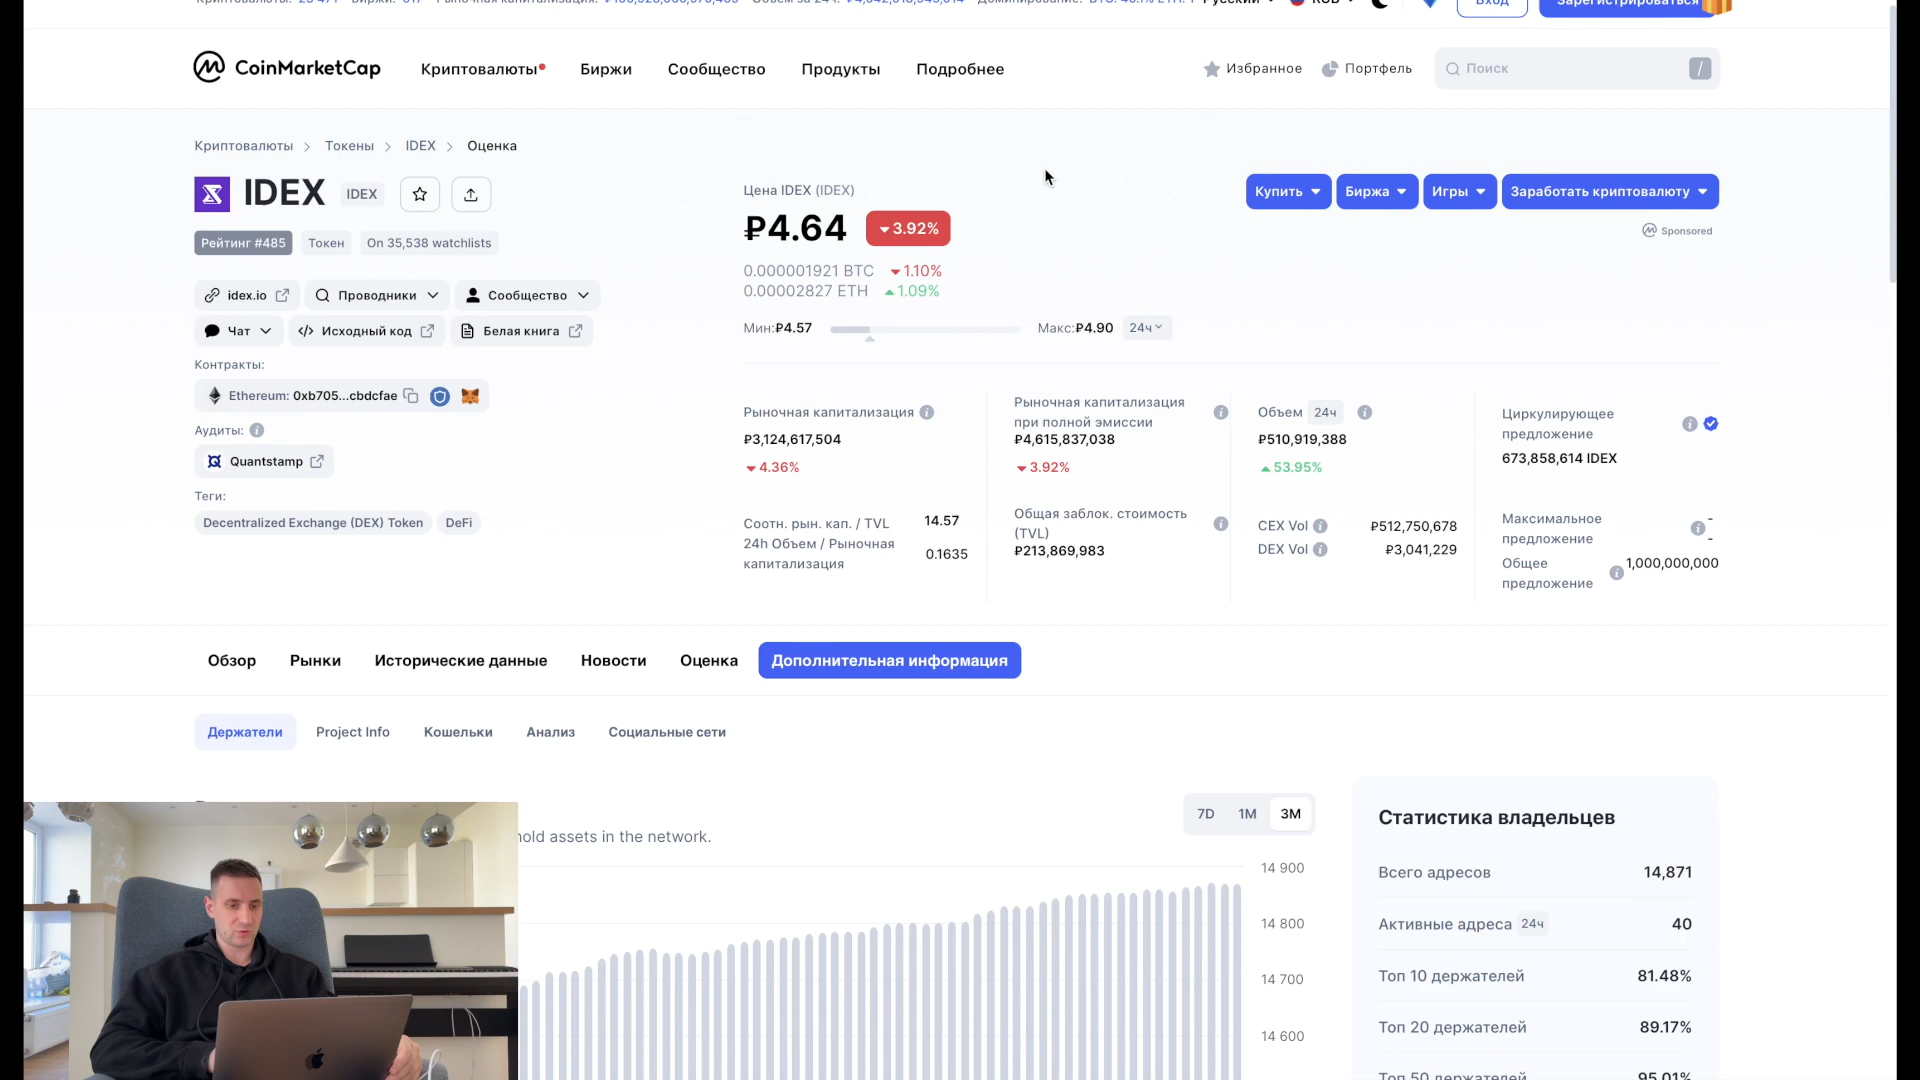 CoinMarketCap
Криптовалюты
Биржи
Сообщество
Продукты
Подробнее
Избранное
Портфель
Поиск
/
Криптовалюты > Токены > IDEX > Оценка
IDEX IDEX
Рейтинг #485
Токен
On 35,538 watchlists
idex.io
Проводники
Сообщество
Чат
Исходный код
Белая книга
Контракты:
Ethereum: 0xb705...cbdcfae
Аудиты:
Quantstamp
Теги:
Decentralized Exchange (DEX) Token
DeFi
Цена IDEX (IDEX)
₽4.64 3.92%
0.000001921 BTC 1.10%
0.00002827 ETH 1.09%
Мин:₽4.57
Макс:₽4.90
24ч
Купить
Биржа
Игры
Заработать криптовалюту
Sponsored
Рыночная капитализация
₽3,124,617,504
4.36%
Соотн. рын. кап. / TVL 14.57
24h Объем / Рыночная
капитализация
0.1635
Рыночная капитализация
при полной эмиссии
₽4,615,837,038
3.92%
Общая заблок. стоимость
(TVL)
₽213,869,983
Объем 24ч
₽510,919,388
53.95%
CEX Vol ₽512,750,678
DEX Vol ₽3,041,229
Циркулирующее
предложение
673,858,614 IDEX
Максимальное
предложение
-
-
Общее
предложение
1,000,000,000
Обзор
Рынки
Исторические данные
Новости
Оценка
Дополнительная информация
Держатели
Project Info
Кошельки
Анализ
Социальные сети
hold assets in the network.
7D 1M 3M
14 900
14 800
14 700
14 600
Статистика владельцев
Всего адресов 14,871
Активные адреса 24ч 40
Топ 10 держателей 81.48%
Топ 20 держателей 89.17%
Топ 50 держателей 95.01%